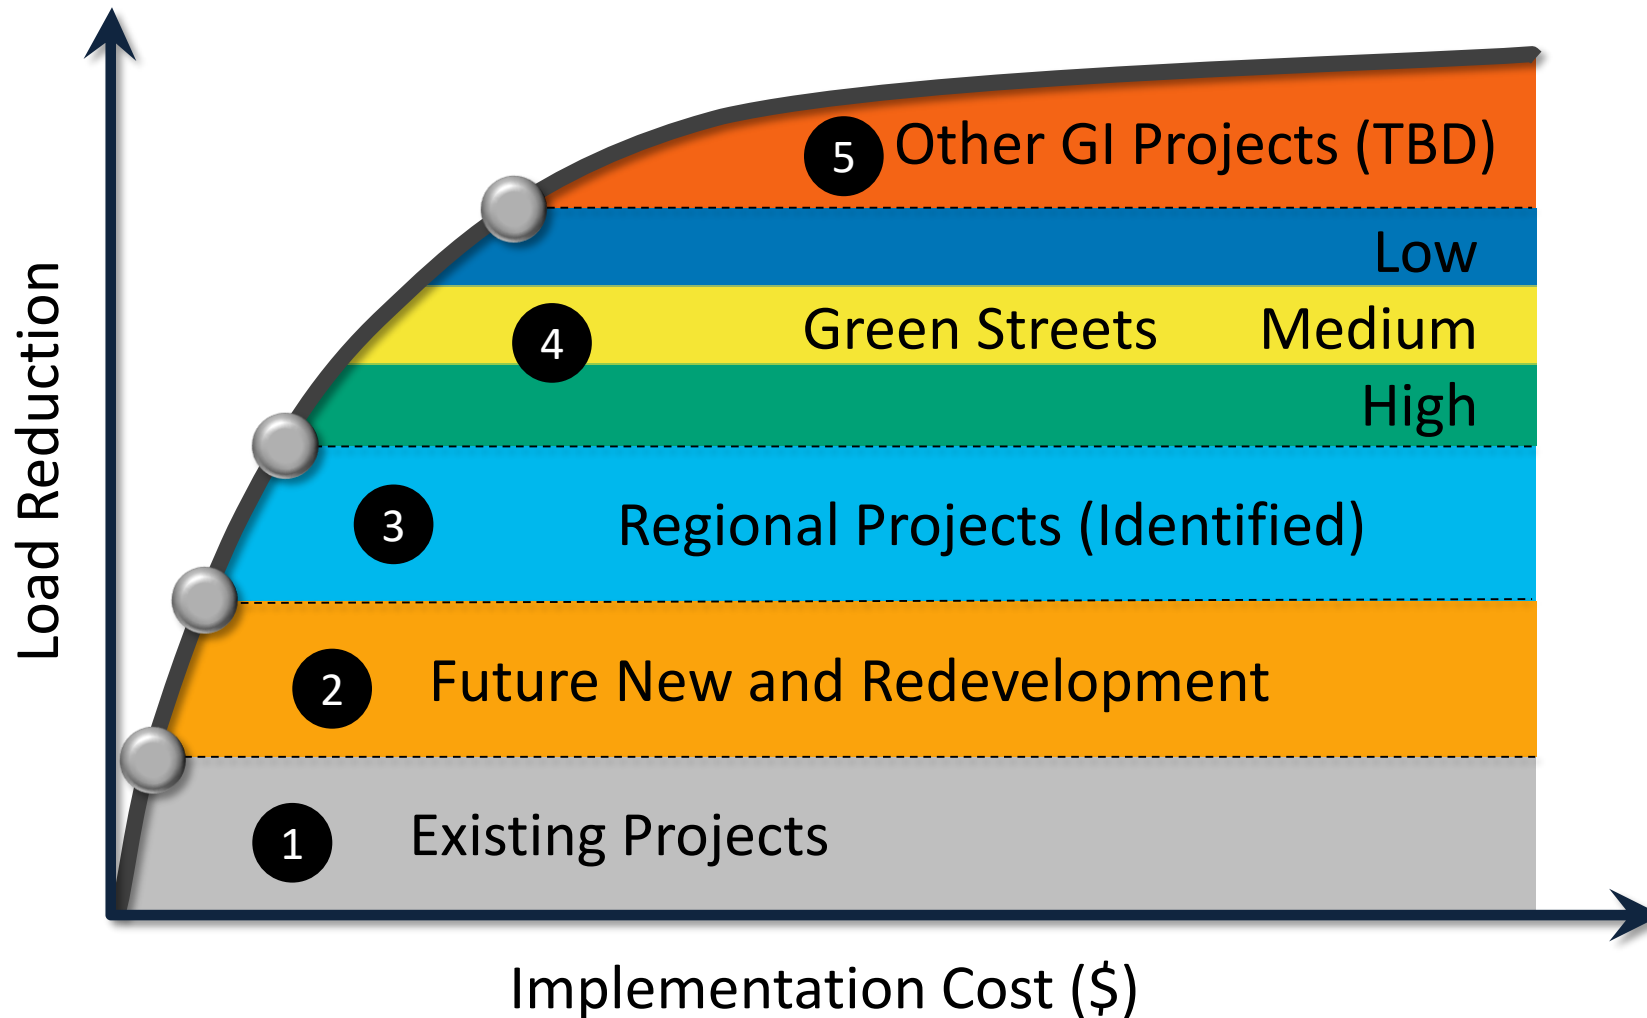 Load Reduction
5 Other GI Projects (TBD)
Low
4 Green Streets Medium
High
3 Regional Projects (Identified)
2 Future New and Redevelopment
1 Existing Projects
Implementation Cost ($)